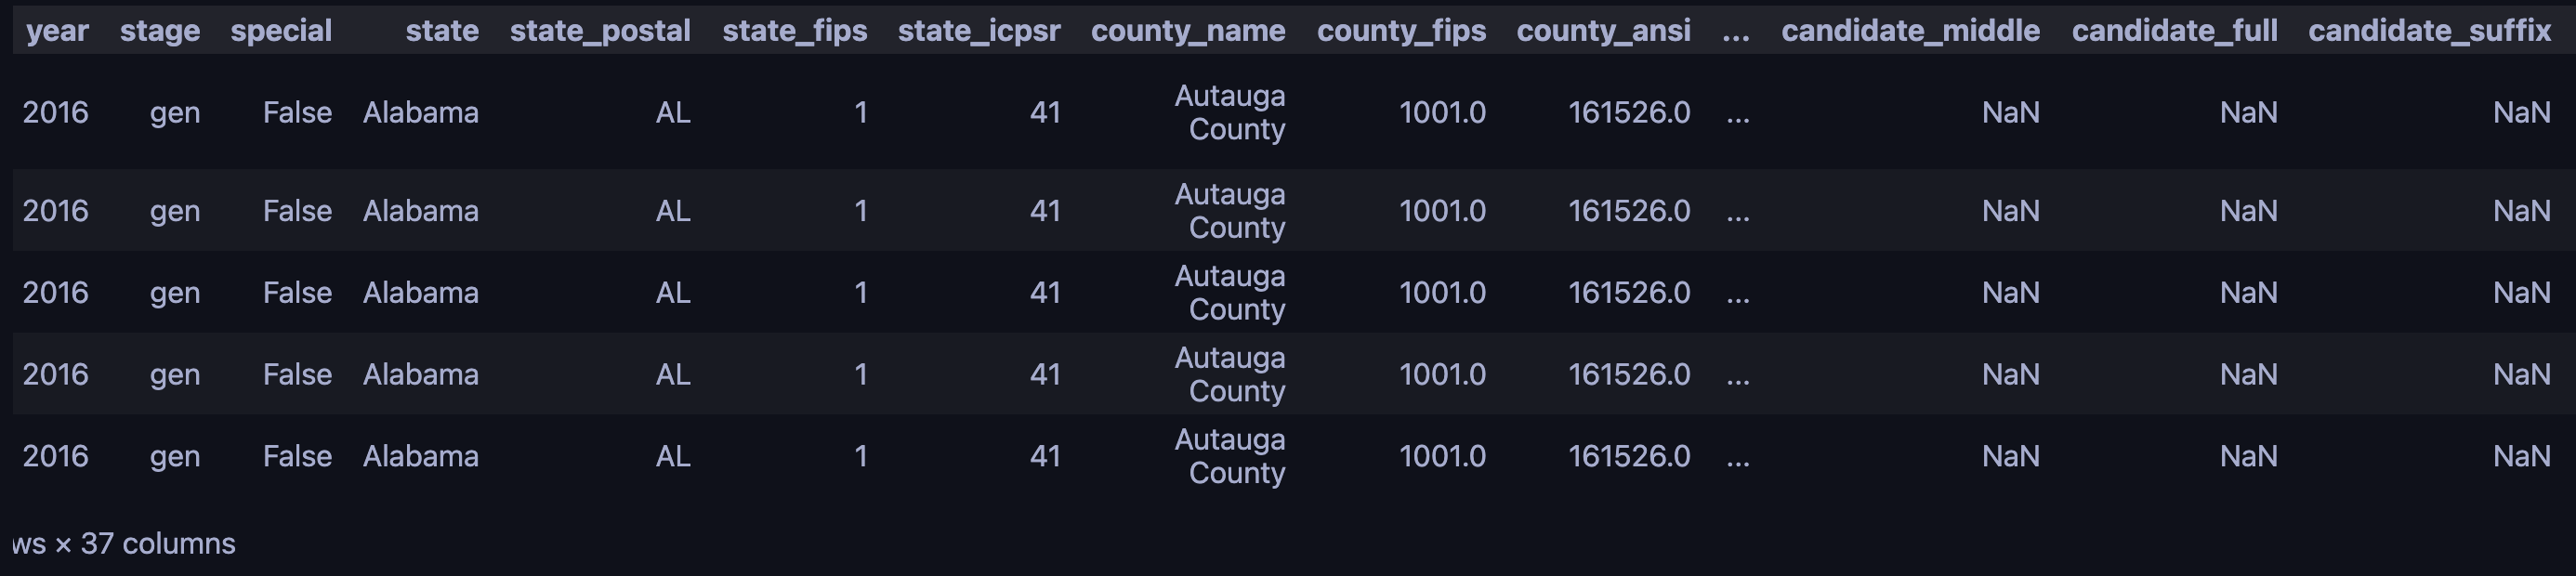 year stage special state state_postal state_fips state_icpsr county_name county_fips county_ansi ... candidate_middle candidate_full candidate_suffix
2016 gen False Alabama AL 1 41 Autauga County 1001.0 161526.0 ... NaN NaN NaN
2016 gen False Alabama AL 1 41 Autauga County 1001.0 161526.0 ... NaN NaN NaN
2016 gen False Alabama AL 1 41 Autauga County 1001.0 161526.0 ... NaN NaN NaN
2016 gen False Alabama AL 1 41 Autauga County 1001.0 161526.0 ... NaN NaN NaN
2016 gen False Alabama AL 1 41 Autauga County 1001.0 161526.0 ... NaN NaN NaN
ws × 37 columns